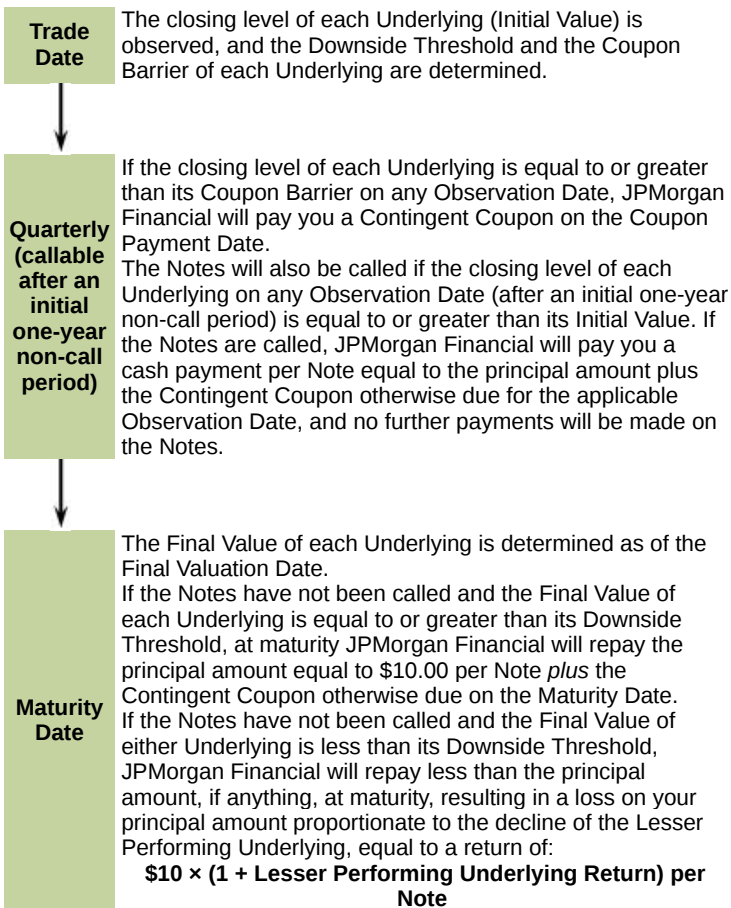 Trade
Date
The closing level of each Underlying (Initial Value) is
observed, and the Downside Threshold and the Coupon
Barrier of each Underlying are determined.
Quarterly
(callable
after an
initial
one-year
non-call
period)
If the closing level of each Underlying is equal to or greater
than its Coupon Barrier on any Observation Date, JPMorgan
Financial will pay you a Contingent Coupon on the Coupon
Payment Date.
The Notes will also be called if the closing level of each
Underlying on any Observation Date (after an initial one-year
non-call period) is equal to or greater than its Initial Value. If
the Notes are called, JPMorgan Financial will pay you a
cash payment per Note equal to the principal amount plus
the Contingent Coupon otherwise due for the applicable
Observation Date, and no further payments will be made on
the Notes.
Maturity
Date
The Final Value of each Underlying is determined as of the
Final Valuation Date.
If the Notes have not been called and the Final Value of
each Underlying is equal to or greater than its Downside
Threshold, at maturity JPMorgan Financial will repay the
principal amount equal to $10.00 per Note plus the
Contingent Coupon otherwise due on the Maturity Date.
If the Notes have not been called and the Final Value of
either Underlying is less than its Downside Threshold,
JPMorgan Financial will repay less than the principal
amount, if anything, at maturity, resulting in a loss on your
principal amount proportionate to the decline of the Lesser
Performing Underlying, equal to a return of:
$10 × (1 + Lesser Performing Underlying Return) per
Note